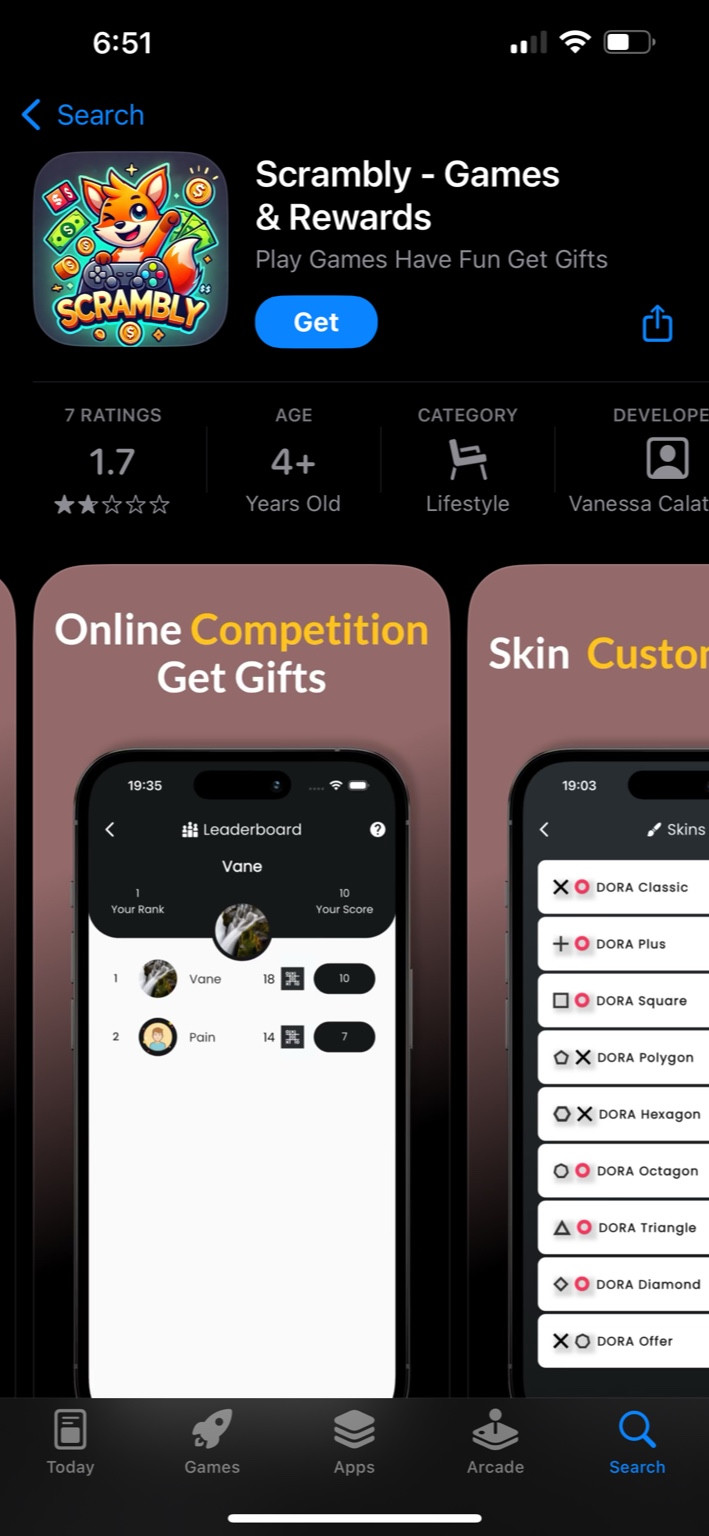 6:51
Search
SCRAMBLY
Scrambly - Games
& Rewards
Play Games Have Fun Get Gifts
Get
7 RATINGS
1.7
AGE
4+
Years Old
CATEGORY
Lifestyle
DEVELOPE
Vanessa Calat
Online Competition
Get Gifts
19:35
Leaderboard
?
Vane
1
Your Rank
10
Your Score
1 Vane 18 10
2 Pain 14 7
Skin Custor
19:03
Skins
DORA Classic
DORA Plus
DORA Square
DORA Polygon
DORA Hexagon
DORA Octagon
DORA Triangle
DORA Diamond
DORA Offer
Today
Games
Apps
Arcade
Search